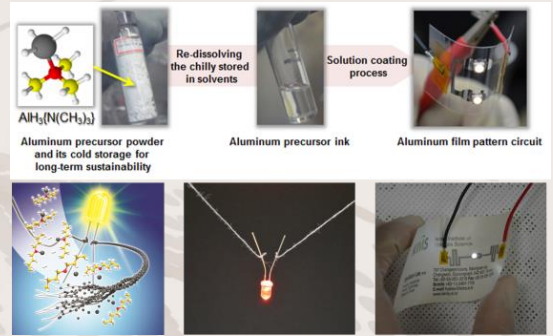 Re-dissolving
the chilly stored
in solvents
Solution coating
process
AlH₃{N(CH₃)₃}
Aluminum precursor powder
and its cold storage for
long-term sustainability
Aluminum precursor ink
Aluminum film pattern circuit